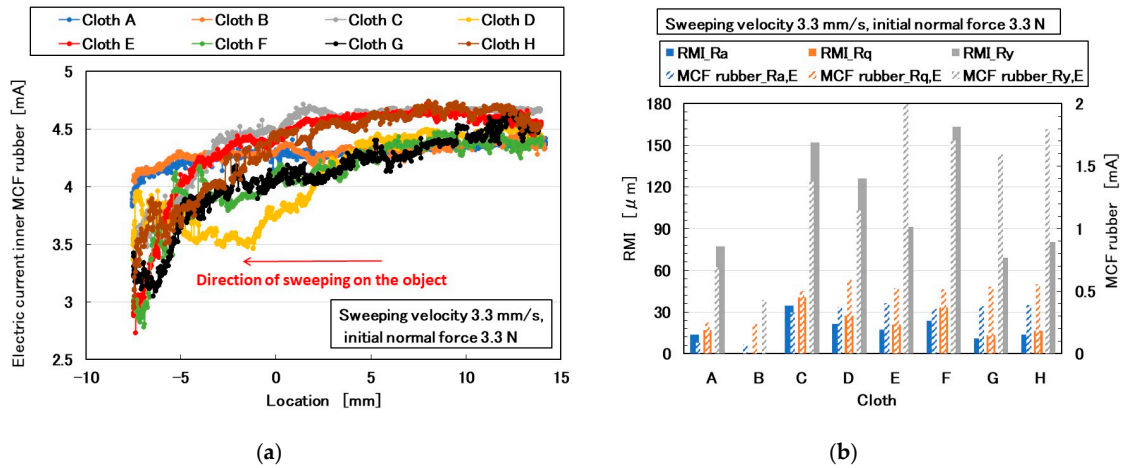 Cloth A Cloth B Cloth C Cloth D
Cloth E Cloth F Cloth G Cloth H
Electric current inner MCF rubber [mA]
5
4.5
4
3.5
3
2.5
Direction of sweeping on the object
Sweeping velocity 3.3 mm/s,
initial normal force 3.3 N
−10 −5 0 5 10 15
Location [mm]
(a)
Sweeping velocity 3.3 mm/s, initial normal force 3.3 N
RMI_Ra RMI_Rq RMI_Ry
MCF rubber_Ra,E MCF rubber_Rq,E MCF rubber_Ry,E
RMI [μm]
180
150
120
90
60
30
0
2
1.5
1
0.5
0
MCF rubber [mA]
A B C D E F G H
Cloth
(b)